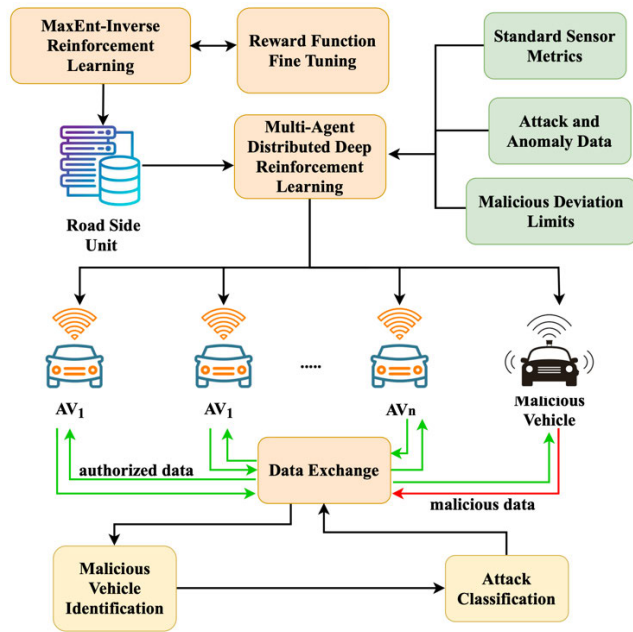 MaxEnt-Inverse
Reinforcement
Learning
Reward Function
Fine Tuning
Standard Sensor
Metrics
Attack and
Anomaly Data
Malicious Deviation
Limits
Multi-Agent
Distributed Deep
Reinforcement
Learning
Road Side
Unit
.....
AV1
AV1
AVn
Malicious
Vehicle
authorized data
Data Exchange
malicious data
Malicious
Vehicle
Identification
Attack
Classification